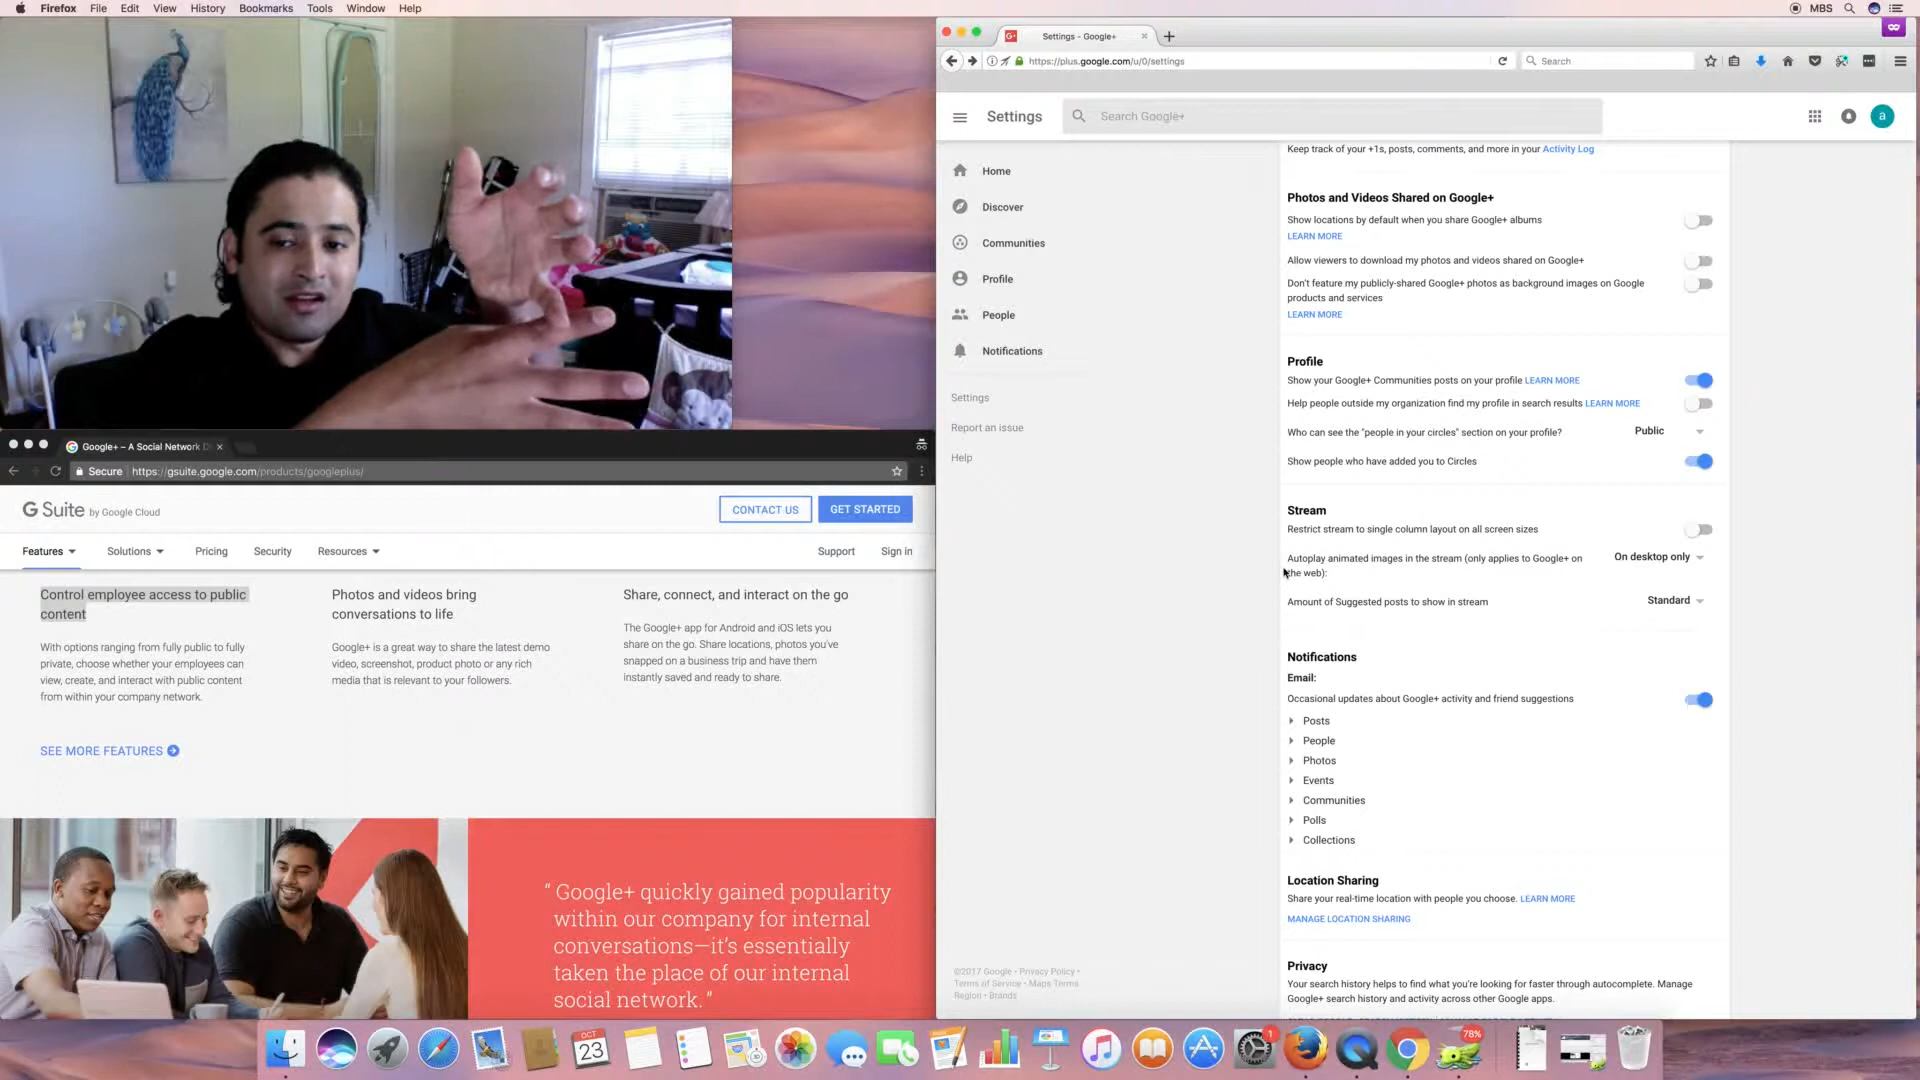 Firefox File Edit View History Bookmarks Tools Window Help
MBS
Settings - Google+
https://plus.google.com/u/0/settings
Search
Settings
Search Google+
Home
Discover
Communities
Profile
People
Notifications
Settings
Report an issue
Help
©2017 Google • Privacy Policy •
Terms of Service • Maps Terms
Region • Brands
a
Keep track of your +1s, posts, comments, and more in your Activity Log
Photos and Videos Shared on Google+
Show locations by default when you share Google+ albums
LEARN MORE
Allow viewers to download my photos and videos shared on Google+
Don't feature my publicly-shared Google+ photos as background images on Google
products and services
LEARN MORE
Profile
Show your Google+ Communities posts on your profile LEARN MORE
Help people outside my organization find my profile in search results LEARN MORE
Who can see the "people in your circles" section on your profile? Public
Show people who have added you to Circles
Stream
Restrict stream to single column layout on all screen sizes
Autoplay animated images in the stream (only applies to Google+ on
the web):
On desktop only
Amount of Suggested posts to show in stream Standard
Notifications
Email:
Occasional updates about Google+ activity and friend suggestions
Posts
People
Photos
Events
Communities
Polls
Collections
Location Sharing
Share your real-time location with people you choose. LEARN MORE
MANAGE LOCATION SHARING
Privacy
Your search history helps to find what you're looking for faster through autocomplete. Manage
Google+ search history and activity across other Google apps.
Google+ – A Social Network
Secure https://gsuite.google.com/products/googleplus/
G Suite by Google Cloud
CONTACT US
GET STARTED
Features Solutions Pricing Security Resources Support Sign in
Control employee access to public
content
With options ranging from fully public to fully
private, choose whether your employees can
view, create, and interact with public content
from within your company network.
Photos and videos bring
conversations to life
Google+ is a great way to share the latest demo
video, screenshot, product photo or any rich
media that is relevant to your followers.
Share, connect, and interact on the go
The Google+ app for Android and iOS lets you
share on the go. Share locations, photos you've
snapped on a business trip and have them
instantly saved and ready to share.
SEE MORE FEATURES
“Google+ quickly gained popularity
within our company for internal
conversations—it’s essentially
taken the place of our internal
social network.”
OCT
23
1
78%